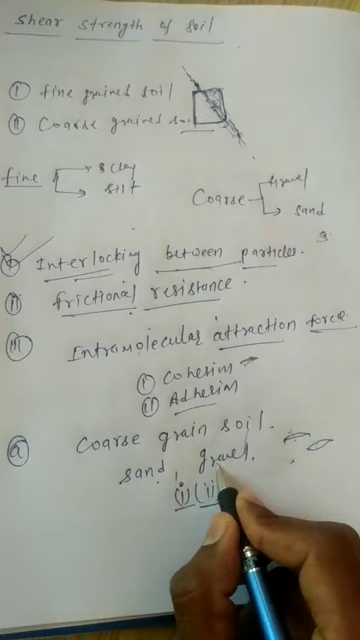 Shear Strength of Soil
(i) fine grained soil
(ii) Coarse grained soil
fine → Clay
→ Silt
Coarse → Gravel
→ Sand
(i) Interlocking between particles.
(ii) frictional resistance.
(iii) Intramolecular attraction force.
(i) Cohesion →
(ii) Adhesion
(a) Coarse grain soil.
sand, gravel.
(i) (ii